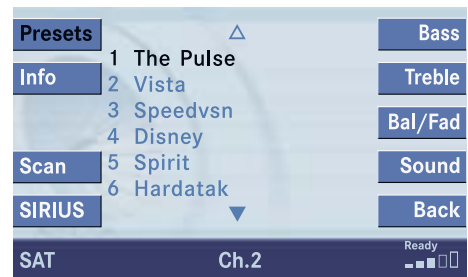 Presets
Info
Scan
SIRIUS
1 The Pulse
2 Vista
3 Speedvsn
4 Disney
5 Spirit
6 Hardatak
Bass
Treble
Bal/Fad
Sound
Back
SAT
Ch.2
Ready